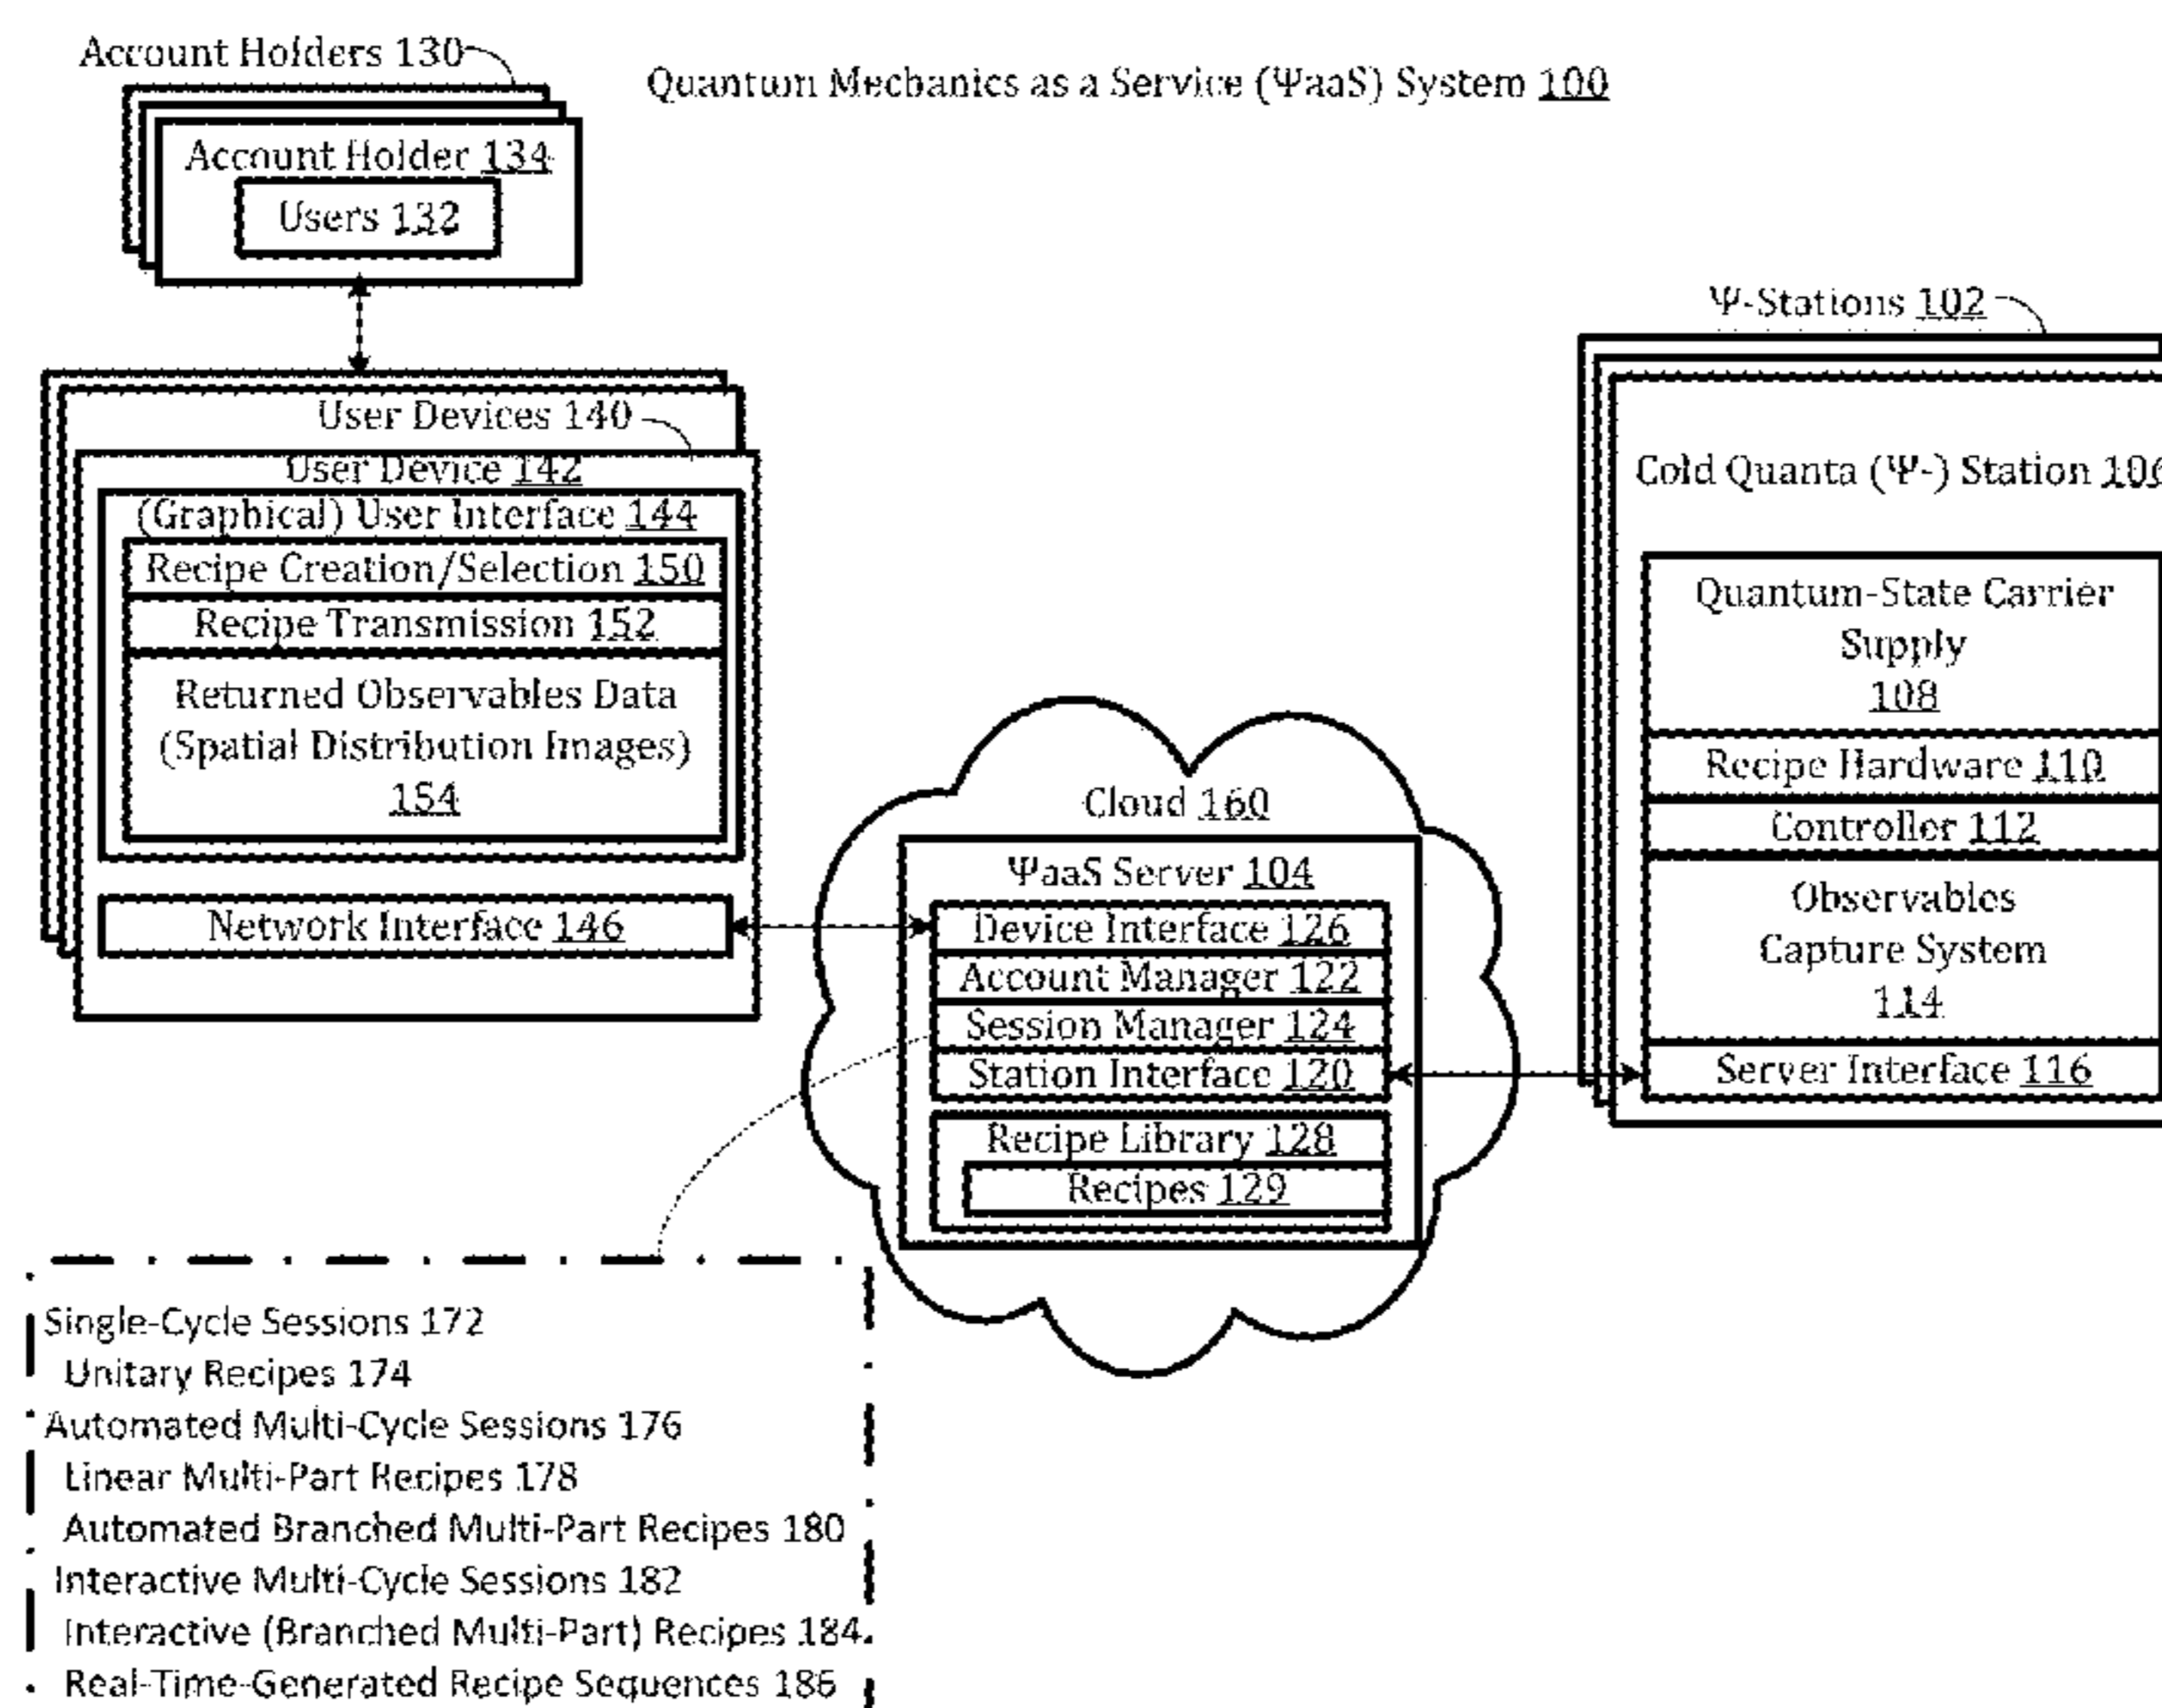 Account Holders 130
Quantum Mechanics as a Service (ΨaaS) System 100
Account Holder 134
Users 132
Ψ-Stations 102
User Devices 140
User Device 142
(Graphical) User Interface 144
Recipe Creation/Selection 150
Recipe Transmission 152
Returned Observables Data
(Spatial Distribution Images)
154
Network Interface 146
Cold Quanta (Ψ-) Station 106
Quantum-State Carrier
Supply
108
Recipe Hardware 110
Controller 112
Observables
Capture System
114
Server Interface 116
Cloud 160
ΨaaS Server 104
Device Interface 126
Account Manager 122
Session Manager 124
Station Interface 120
Recipe Library 128
Recipes 129
Single-Cycle Sessions 172
Unitary Recipes 174
Automated Multi-Cycle Sessions 176
Linear Multi-Part Recipes 178
Automated Branched Multi-Part Recipes 180
Interactive Multi-Cycle Sessions 182
Interactive (Branched Multi-Part) Recipes 184
Real-Time-Generated Recipe Sequences 186